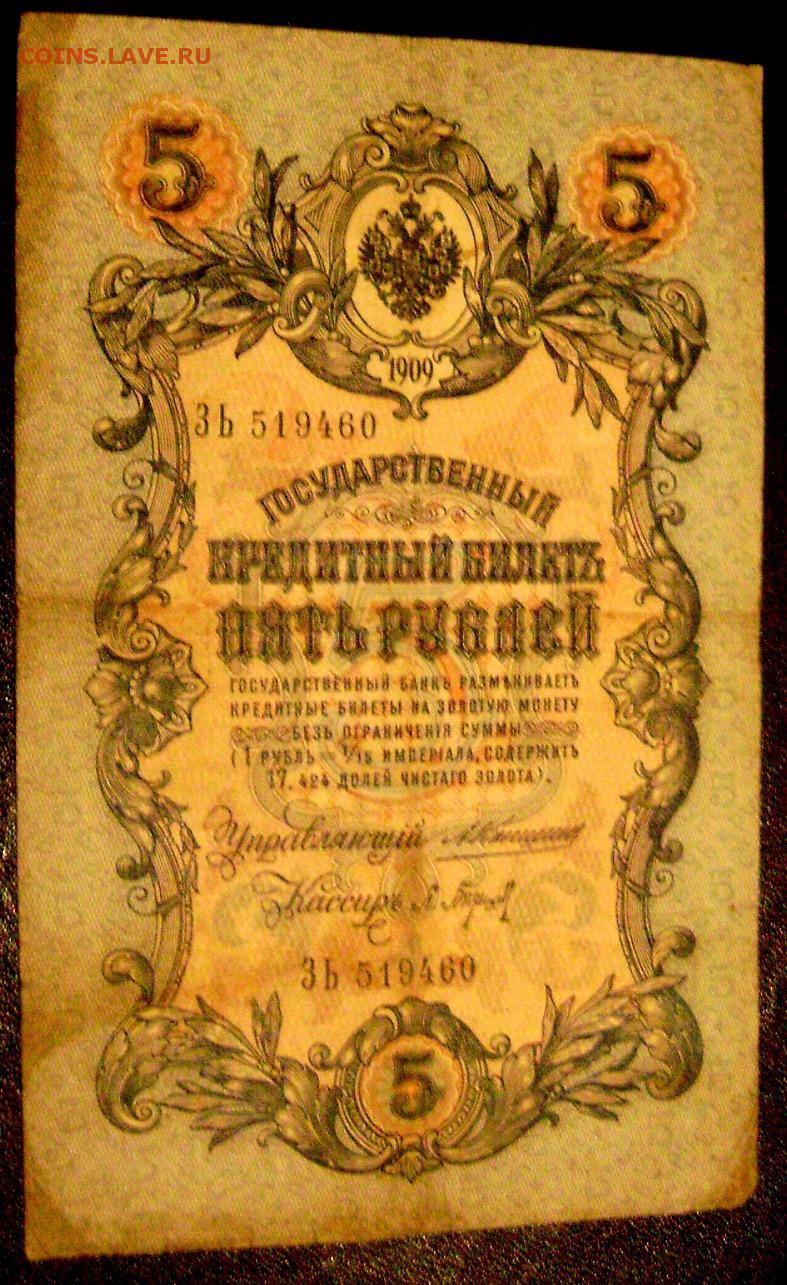 COINS.LAVE.RU
5 5
1909
ЗЬ 519460
ГОСУДАРСТВЕННЫЙ
КРЕДИТНЫЙ БИЛЕТЪ
ПЯТЬ РУБЛЕЙ
ГОСУДАРСТВЕННЫЙ БАНКЪ РАЗМѢНИВАЕТЪ
КРЕДИТНЫЕ БИЛЕТЫ НА ЗОЛОТУЮ МОНЕТУ
БЕЗЪ ОГРАНИЧЕНІЯ СУММЫ
(1 РУБЛЬ = 1/15 ИМПЕРІАЛА, СОДЕРЖИТЪ
17,424 ДОЛЕЙ ЧИСТАГО ЗОЛОТА).
Управляющій
Кассиръ
ЗЬ 519460
5